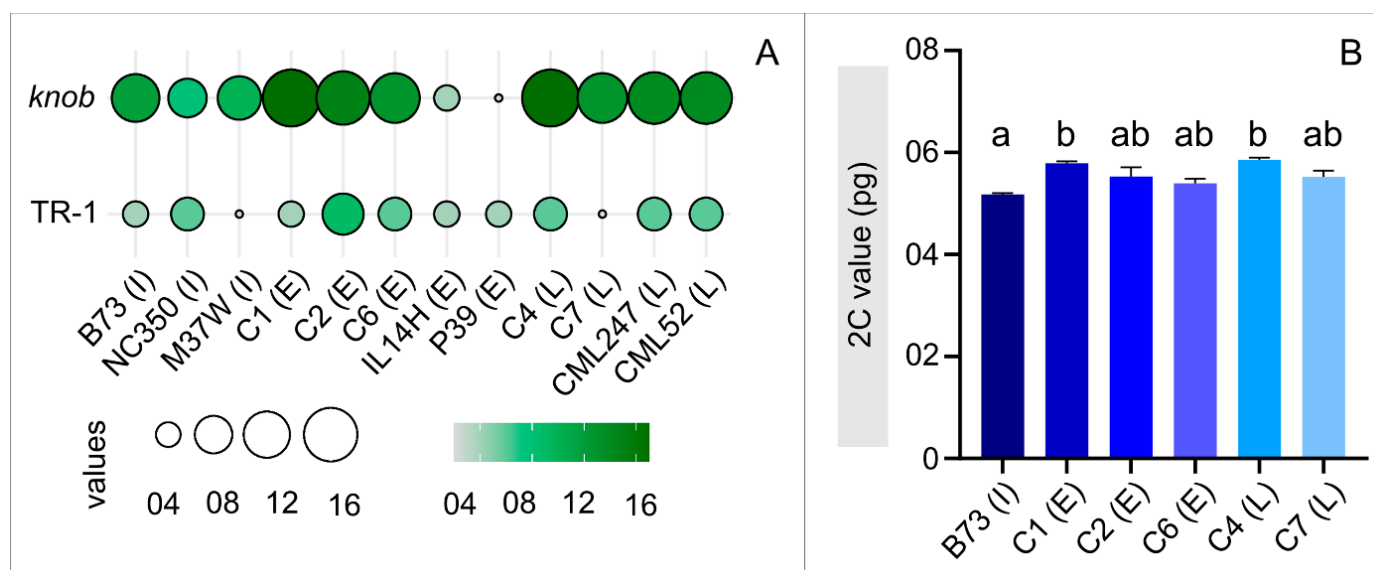 A
knob
TR-1
B73 (I)
NC350 (I)
M37W (I)
C1 (E)
C2 (E)
C6 (E)
IL14H (E)
P39 (E)
C4 (L)
C7 (L)
CML247 (L)
CML52 (L)
values
04 08 12 16
04 08 12 16
B
2C value (pg)
08
06
04
02
0
a b ab ab b ab
B73 (I)
C1 (E)
C2 (E)
C6 (E)
C4 (L)
C7 (L)